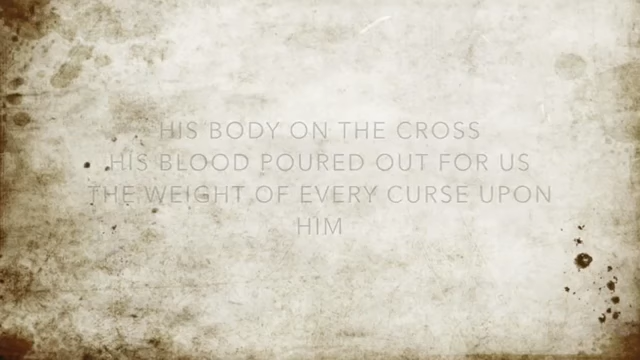 HIS BODY ON THE CROSS
HIS BLOOD POURED OUT FOR US
THE WEIGHT OF EVERY CURSE UPON
HIM